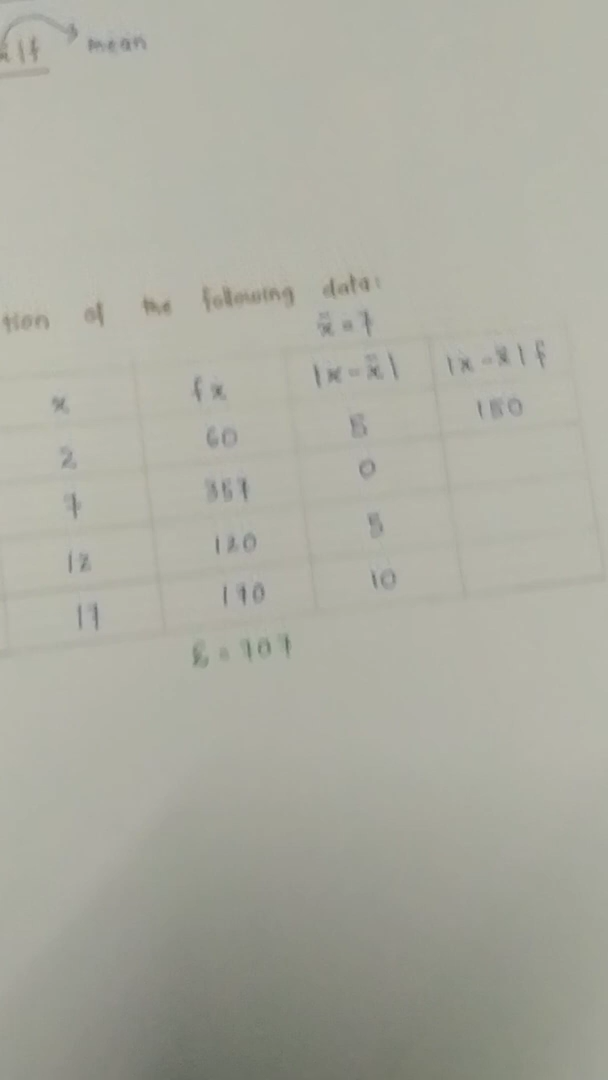 x|f mean
tion of the following data:
x̄ = 7
x fx |x-x̄| |x-x̄|f
2 60 5 150
7 357 0
12 120 5
17 170 10
Σ = 707